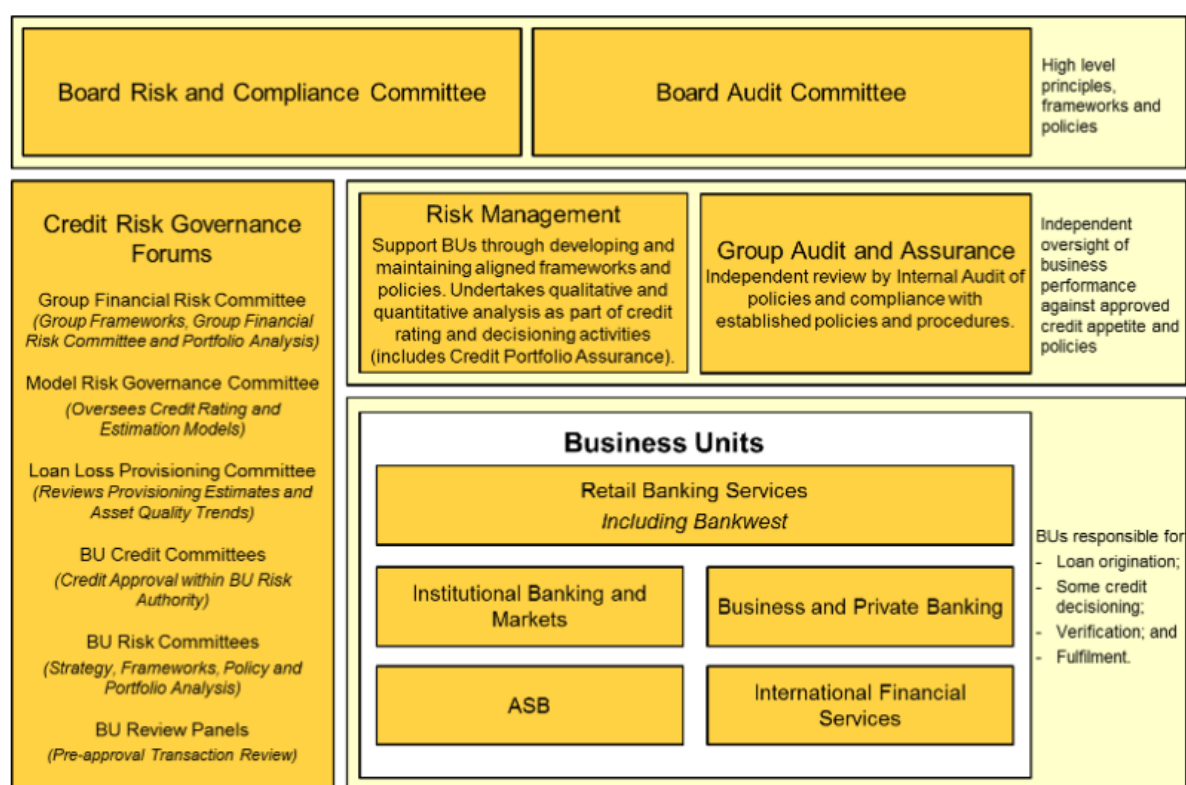 Board Risk and Compliance Committee
Board Audit Committee
High level
principles,
frameworks and
policies
Credit Risk Governance
Forums
Group Financial Risk Committee
(Group Frameworks, Group Financial
Risk Committee and Portfolio Analysis)
Model Risk Governance Committee
(Oversees Credit Rating and
Estimation Models)
Loan Loss Provisioning Committee
(Reviews Provisioning Estimates and
Asset Quality Trends)
BU Credit Committees
(Credit Approval within BU Risk
Authority)
BU Risk Committees
(Strategy, Frameworks, Policy and
Portfolio Analysis)
BU Review Panels
(Pre-approval Transaction Review)
Risk Management
Support BUs through developing and
maintaining aligned frameworks and
policies. Undertakes qualitative and
quantitative analysis as part of credit
rating and decisioning activities
(includes Credit Portfolio Assurance).
Group Audit and Assurance
Independent review by Internal Audit of
policies and compliance with
established policies and procedures.
Independent
oversight of
business
performance
against approved
credit appetite and
policies
Business Units
Retail Banking Services
Including Bankwest
Institutional Banking and
Markets
Business and Private Banking
ASB
International Financial
Services
BUs responsible for
- Loan origination;
- Some credit
decisioning;
- Verification; and
- Fulfilment.